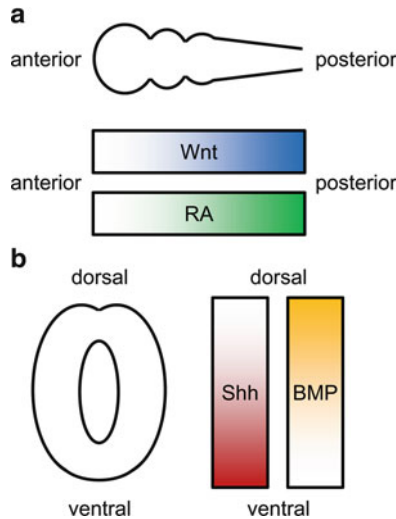 a
anterior posterior
Wnt
anterior posterior
RA
b
dorsal dorsal
Shh BMP
ventral ventral